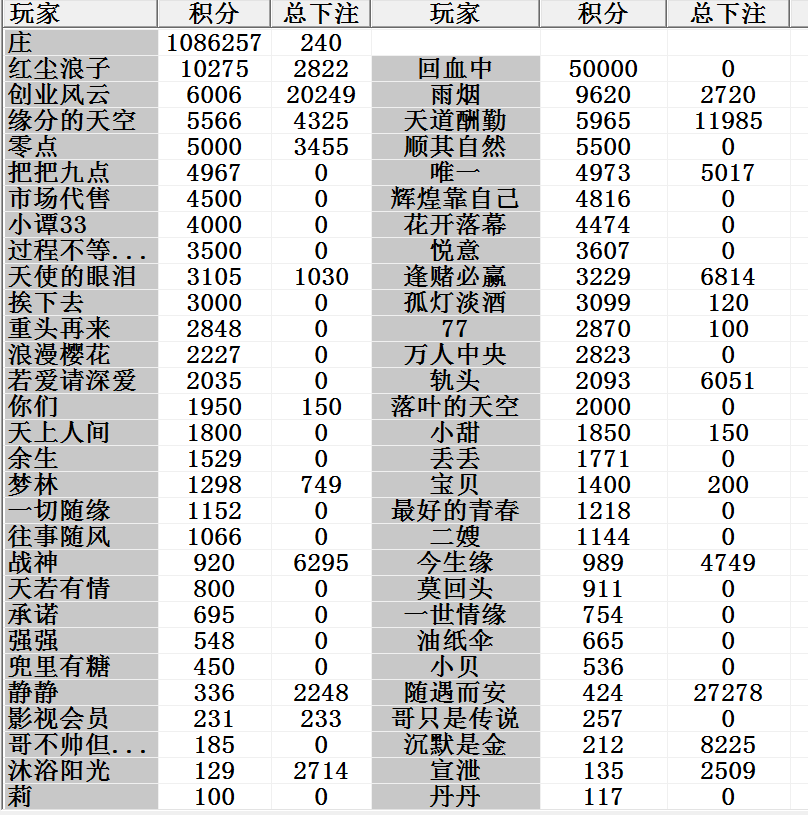 玩家 积分 总下注 玩家 积分 总下注
庄 1086257 240
红尘浪子 10275 2822 回血中 50000 0
创业风云 6006 20249 雨烟 9620 2720
缘分的天空 5566 4325 天道酬勤 5965 11985
零点 5000 3455 顺其自然 5500 0
把把九点 4967 0 唯一 4973 5017
市场代售 4500 0 辉煌靠自己 4816 0
小谭33 4000 0 花开落幕 4474 0
过程不等... 3500 0 悦意 3607 0
天使的眼泪 3105 1030 逢赌必赢 3229 6814
挨下去 3000 0 孤灯淡酒 3099 120
重头再来 2848 0 77 2870 100
浪漫樱花 2227 0 万人中央 2823 0
若爱请深爱 2035 0 轨头 2093 6051
你们 1950 150 落叶的天空 2000 0
天上人间 1800 0 小甜 1850 150
余生 1529 0 丢丢 1771 0
梦林 1298 749 宝贝 1400 200
一切随缘 1152 0 最好的青春 1218 0
往事随风 1066 0 二嫂 1144 0
战神 920 6295 今生缘 989 4749
天若有情 800 0 莫回头 911 0
承诺 695 0 一世情缘 754 0
强强 548 0 油纸伞 665 0
兜里有糖 450 0 小贝 536 0
静静 336 2248 随遇而安 424 27278
影视会员 231 233 哥只是传说 257 0
哥不帅但... 185 0 沉默是金 212 8225
沐浴阳光 129 2714 宣泄 135 2509
莉 100 0 丹丹 117 0